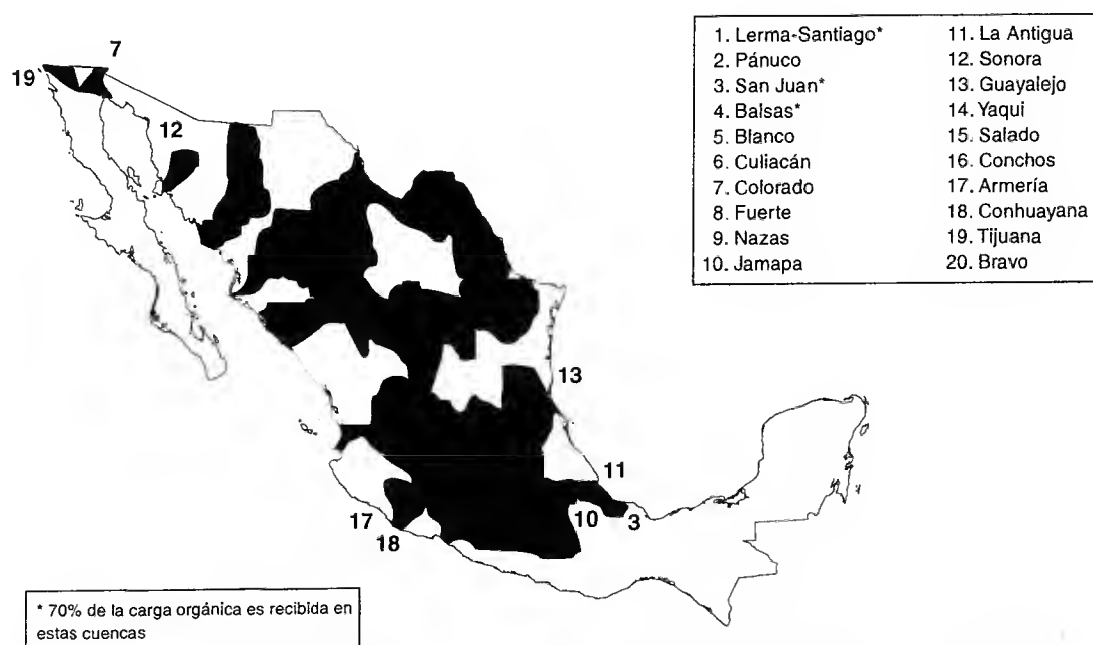 7
19
12
13
11
10
3
17
18
1. Lerma-Santiago*
2. Pánuco
3. San Juan*
4. Balsas*
5. Blanco
6. Culiacán
7. Colorado
8. Fuerte
9. Nazas
10. Jamapa
11. La Antigua
12. Sonora
13. Guayalejo
14. Yaqui
15. Salado
16. Conchos
17. Armería
18. Conhuayana
19. Tijuana
20. Bravo
* 70% de la carga orgánica es recibida en
estas cuencas